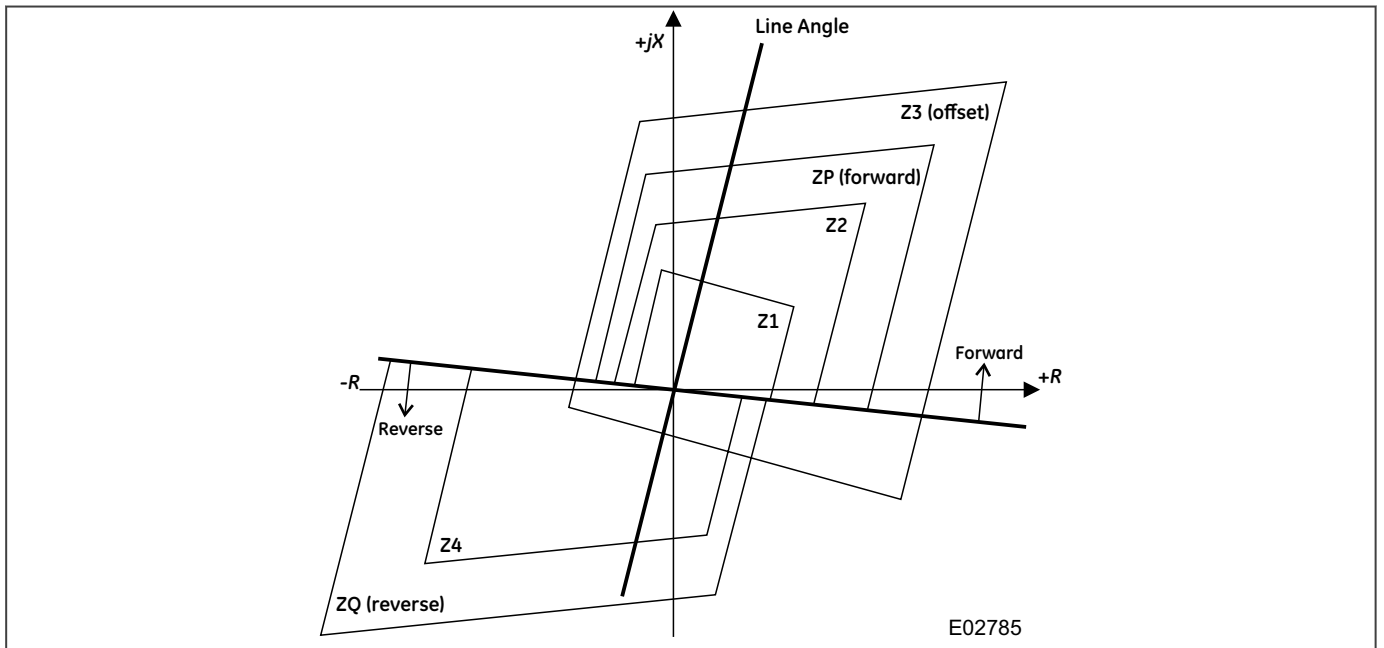 Line Angle
+jX
Z3 (offset)
ZP (forward)
Z2
Z1
Forward
-R
+R
Reverse
Z4
ZQ (reverse)
E02785